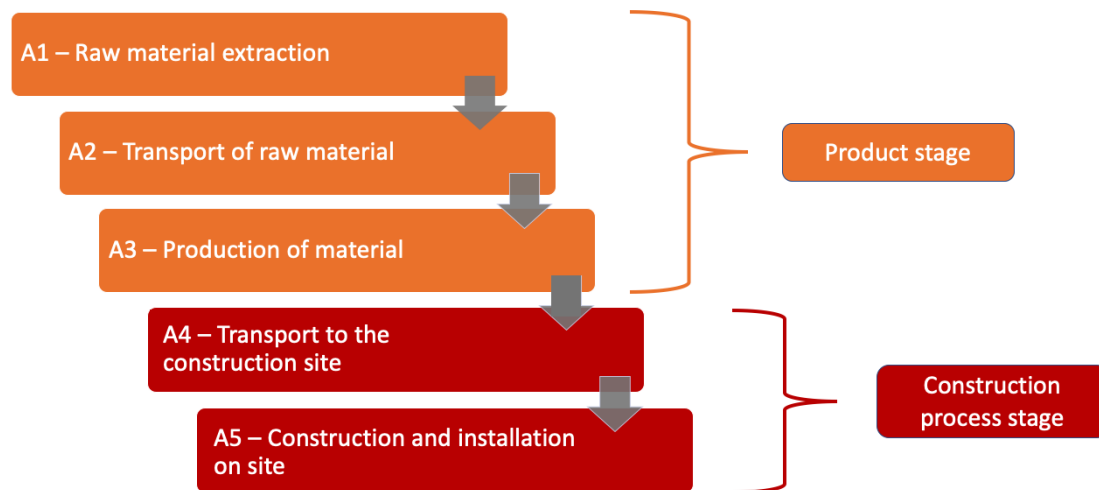 A1 – Raw material extraction
A2 – Transport of raw material
Product stage
A3 – Production of material
A4 – Transport to the
construction site
Construction
process stage
A5 – Construction and installation
on site